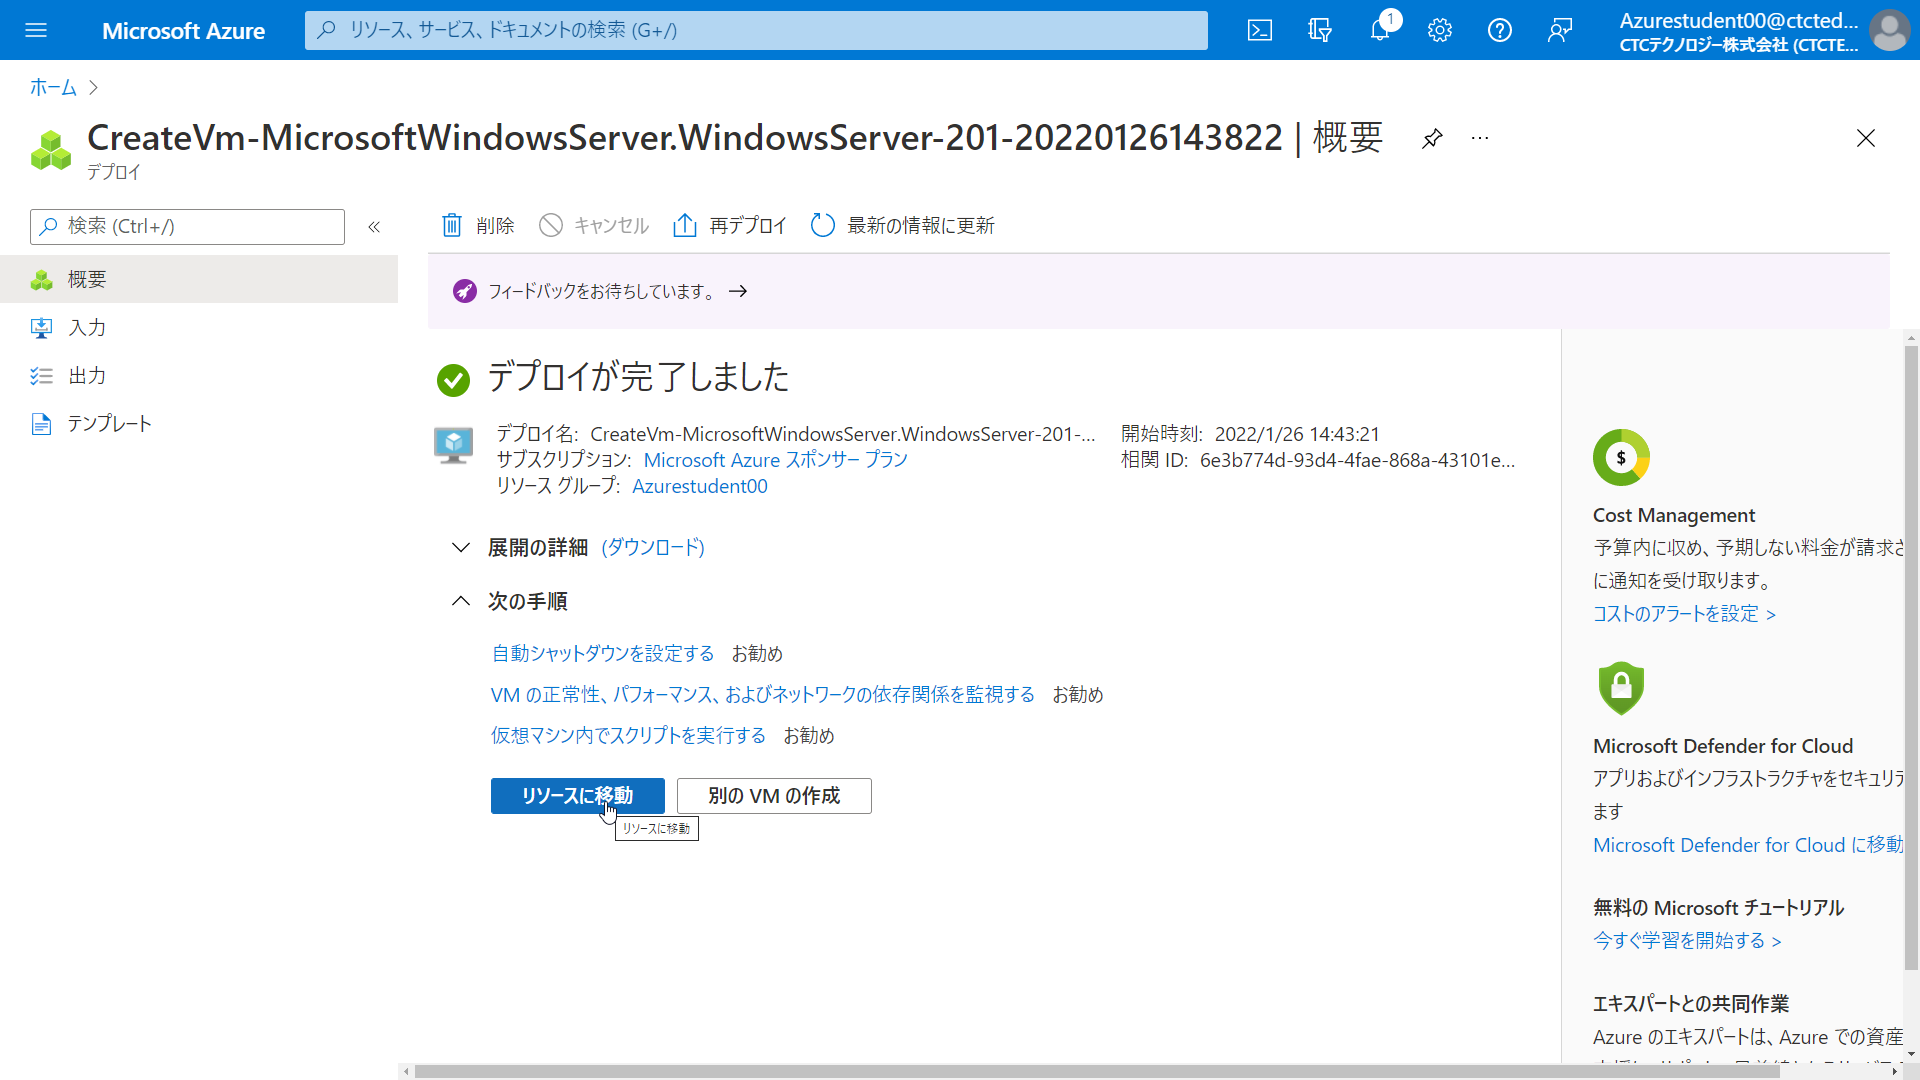 Microsoft Azure
リソース、サービス、ドキュメントの検索 (G+/)
1
Azurestudent00@ctcted...
CTCテクノロジー株式会社 (CTCTE...
ホーム
CreateVm-MicrosoftWindowsServer.WindowsServer-201-20220126143822 | 概要
デプロイ
検索 (Ctrl+/)
概要
入力
出力
テンプレート
削除
キャンセル
再デプロイ
最新の情報に更新
フィードバックをお待ちしています。 →
デプロイが完了しました
デプロイ名: CreateVm-MicrosoftWindowsServer.WindowsServer-201-...
サブスクリプション: Microsoft Azure スポンサー プラン
リソース グループ: Azurestudent00
開始時刻: 2022/1/26 14:43:21
相関 ID: 6e3b774d-93d4-4fae-868a-43101e...
展開の詳細 (ダウンロード)
次の手順
自動シャットダウンを設定する お勧め
VM の正常性、パフォーマンス、およびネットワークの依存関係を監視する お勧め
仮想マシン内でスクリプトを実行する お勧め
リソースに移動
別の VM の作成
リソースに移動
$
Cost Management
予算内に収め、予期しない料金が請求さ
に通知を受け取ります。
コストのアラートを設定 >
Microsoft Defender for Cloud
アプリおよびインフラストラクチャをセキュリテ
ます
Microsoft Defender for Cloud に移動
無料の Microsoft チュートリアル
今すぐ学習を開始する >
エキスパートとの共同作業
Azure のエキスパートは、Azure での資産